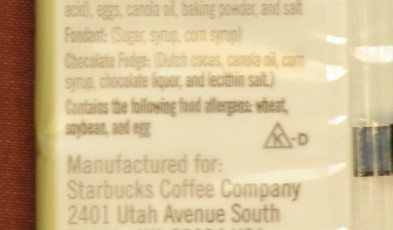 acid), eggs, canola oil, baking powder, and salt
Fondant: (Sugar, syrup, corn syrup)
Chocolate Fudge: (Dutch cocas, canola oil, corn
syrup, chocolate liquor, and lecithin salt.)
Contains the following food allergens: wheat,
soybean, and egg
K-D
Manufactured for:
Starbucks Coffee Company
2401 Utah Avenue South